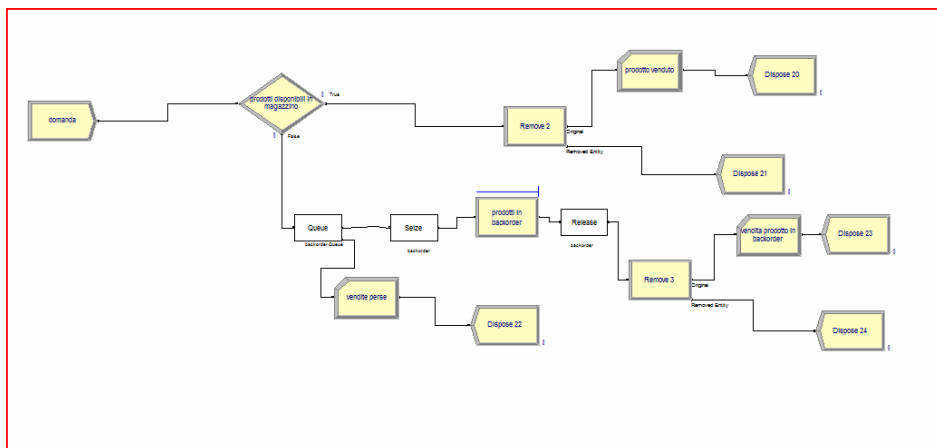 domanda
prodotti disponibili in
magazzino
True
False
Remove 2
Original
Removed Entity
prodotto venduto
Dispose 20
Dispose 21
Queue
backorder.Queue
Seize
backorder
prodotti in
backorder
Release
backorder
Remove 3
Original
Removed Entity
vendita prodotto in
backorder
Dispose 23
Dispose 24
vendite perse
Dispose 22